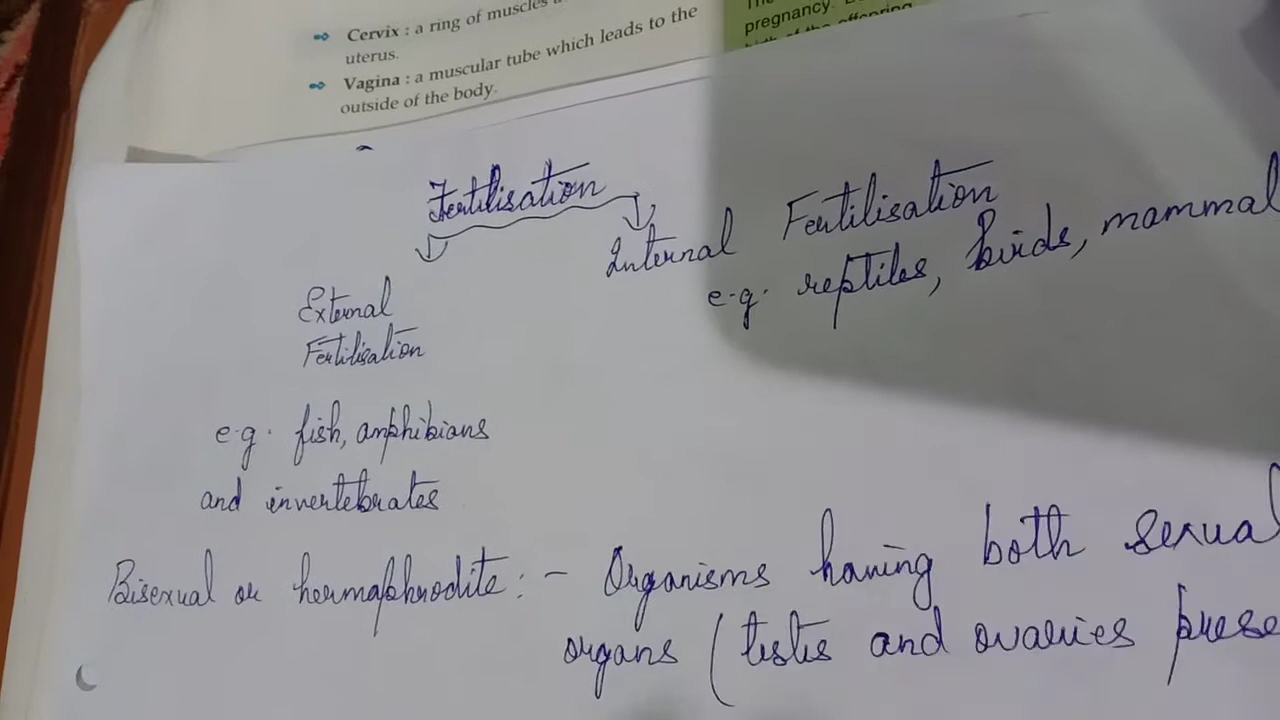 Cervix : a ring of muscles
uterus.
Vagina : a muscular tube which leads to the
outside of the body.
pregnancy.
Fertilisation
Internal Fertilisation
e.g. reptiles, birds, mammal
External
Fertilisation
e.g. fish, amphibians
and invertebrates
Bisexual or hermaphrodite : - Organisms having both sexual
organs ( testis and ovaries prese